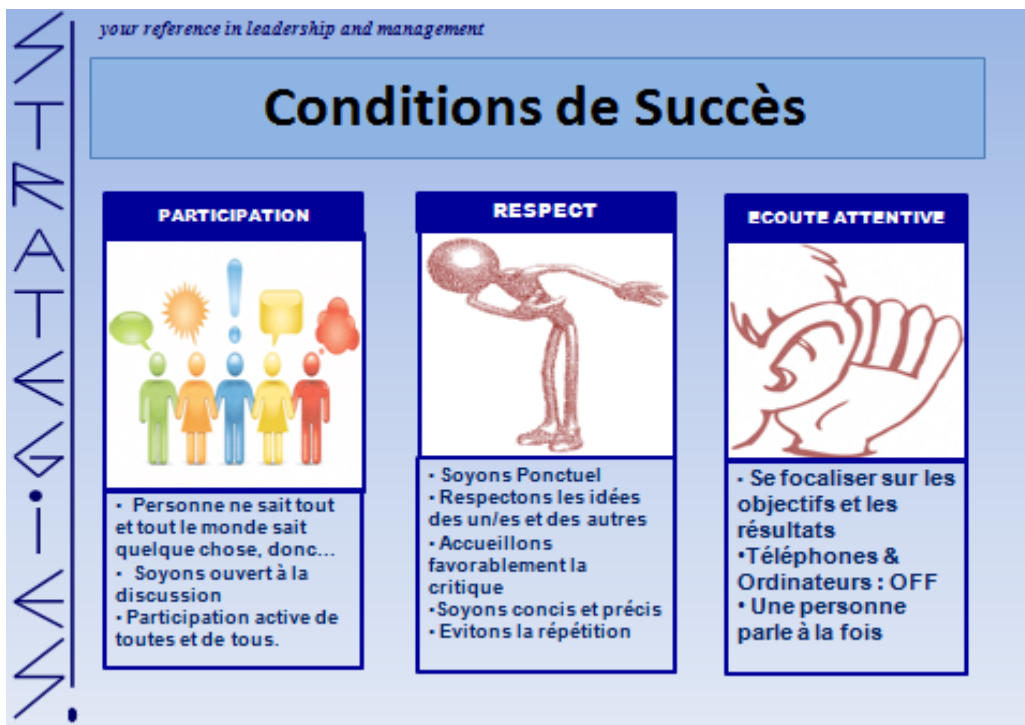 your reference in leadership and management
STRATEGiES.
Conditions de Succès
PARTICIPATION
• Personne ne sait tout
et tout le monde sait
quelque chose, donc...
• Soyons ouvert à la
discussion
• Participation active de
toutes et de tous.
RESPECT
• Soyons Ponctuel
• Respectons les idées
des un/es et des autres
• Accueillons
favorablement la
critique
• Soyons concis et précis
• Evitons la répétition
ECOUTE ATTENTIVE
• Se focaliser sur les
objectifs et les
résultats
• Téléphones &
Ordinateurs : OFF
• Une personne
parle à la fois